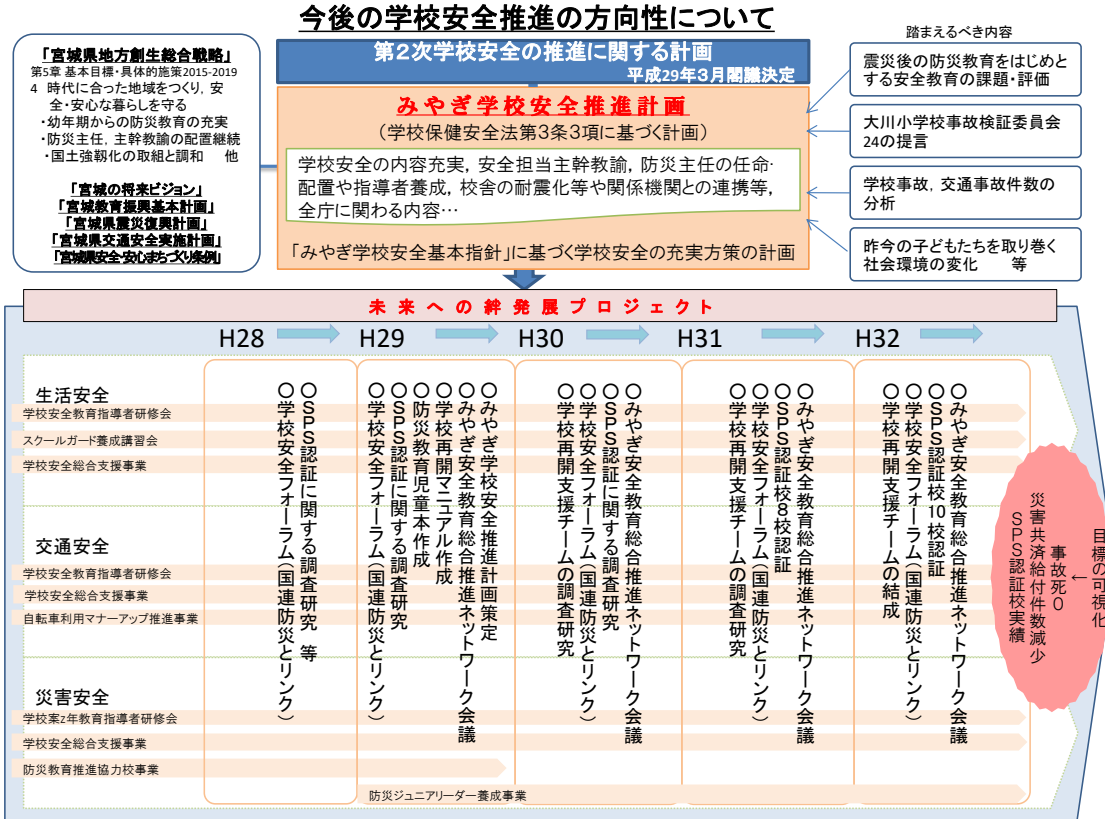 今後の学校安全推進の方向性について
「宮城県地方創生総合戦略」
第5章 基本目標・具体的施策2015-2019
4 時代に合った地域をつくり，安
全・安心な暮らしを守る
・幼年期からの防災教育の充実
・防災主任，主幹教諭の配置継続
・国土強靱化の取組と調和 他
「宮城の将来ビジョン」
「宮城教育振興基本計画」
「宮城県震災復興計画」
「宮城県交通安全実施計画」
「宮城県安全・安心まちづくり条例」
第２次学校安全の推進に関する計画
平成29年３月閣議決定
みやぎ学校安全推進計画
（学校保健安全法第３条３項に基づく計画）
学校安全の内容充実，安全担当主幹教諭，防災主任の任命・
配置や指導者養成，校舎の耐震化等や関係機関との連携等，
全庁に関わる内容…
「みやぎ学校安全基本指針」に基づく学校安全の充実方策の計画
踏まえるべき内容
震災後の防災教育をはじめと
する安全教育の課題・評価
大川小学校事故検証委員会
24の提言
学校事故，交通事故件数の
分析
昨今の子どもたちを取り巻く
社会環境の変化 等
未来への絆発展プロジェクト
H28
H29
H30
H31
H32
生活安全
学校安全教育指導者研修会
スクールガード養成講習会
学校安全総合支援事業
交通安全
学校安全教育指導者研修会
学校安全総合支援事業
自転車利用マナーアップ推進事業
災害安全
学校案z年教育指導者研修会
学校安全総合支援事業
防災教育推進協力校事業
防災ジュニアリーダー養成事業
○ＳＰＳ認証に関する調査研究 等
○学校安全フォーラム（国連防災とリンク）
○みやぎ学校安全推進計画策定
○みやぎ安全教育総合推進ネットワーク会議
○学校再開マニュアル作成
○防災教育児童本作成
○ＳＰＳ認証に関する調査研究
○学校安全フォーラム（国連防災とリンク）
○みやぎ安全教育総合推進ネットワーク会議
○ＳＰＳ認証に関する調査研究
○学校安全フォーラム（国連防災とリンク）
○学校再開支援チームの調査研究
○みやぎ安全教育総合推進ネットワーク会議
○ＳＰＳ認証校８校認証
○学校安全フォーラム（国連防災とリンク）
○学校再開支援チームの調査研究
○みやぎ安全教育総合推進ネットワーク会議
○ＳＰＳ認証校10校認証
○学校安全フォーラム（国連防災とリンク）
○学校再開支援チームの結成
目標の可視化
↓
事故死０
災害共済給付件数減少
ＳＰＳ認証校実績